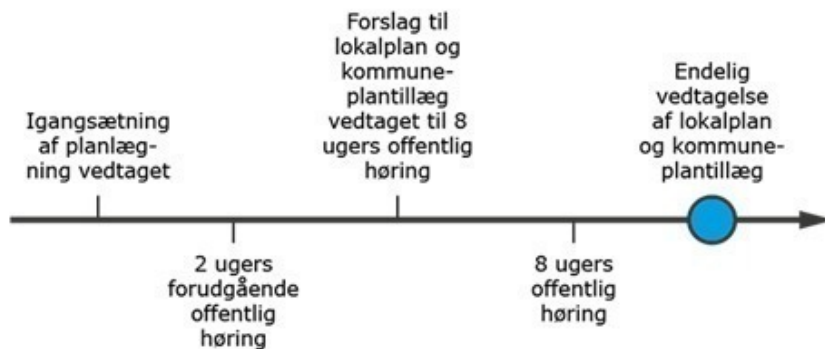 Igangsætning
af planlæg-
ning vedtaget
2 ugers
forudgående
offentlig
høring
Forslag til
lokalplan og
kommune-
plantillæg
vedtaget til 8
ugers offentlig
høring
8 ugers
offentlig
høring
Endelig
vedtagelse
af lokalplan
og kommune-
plantillæg